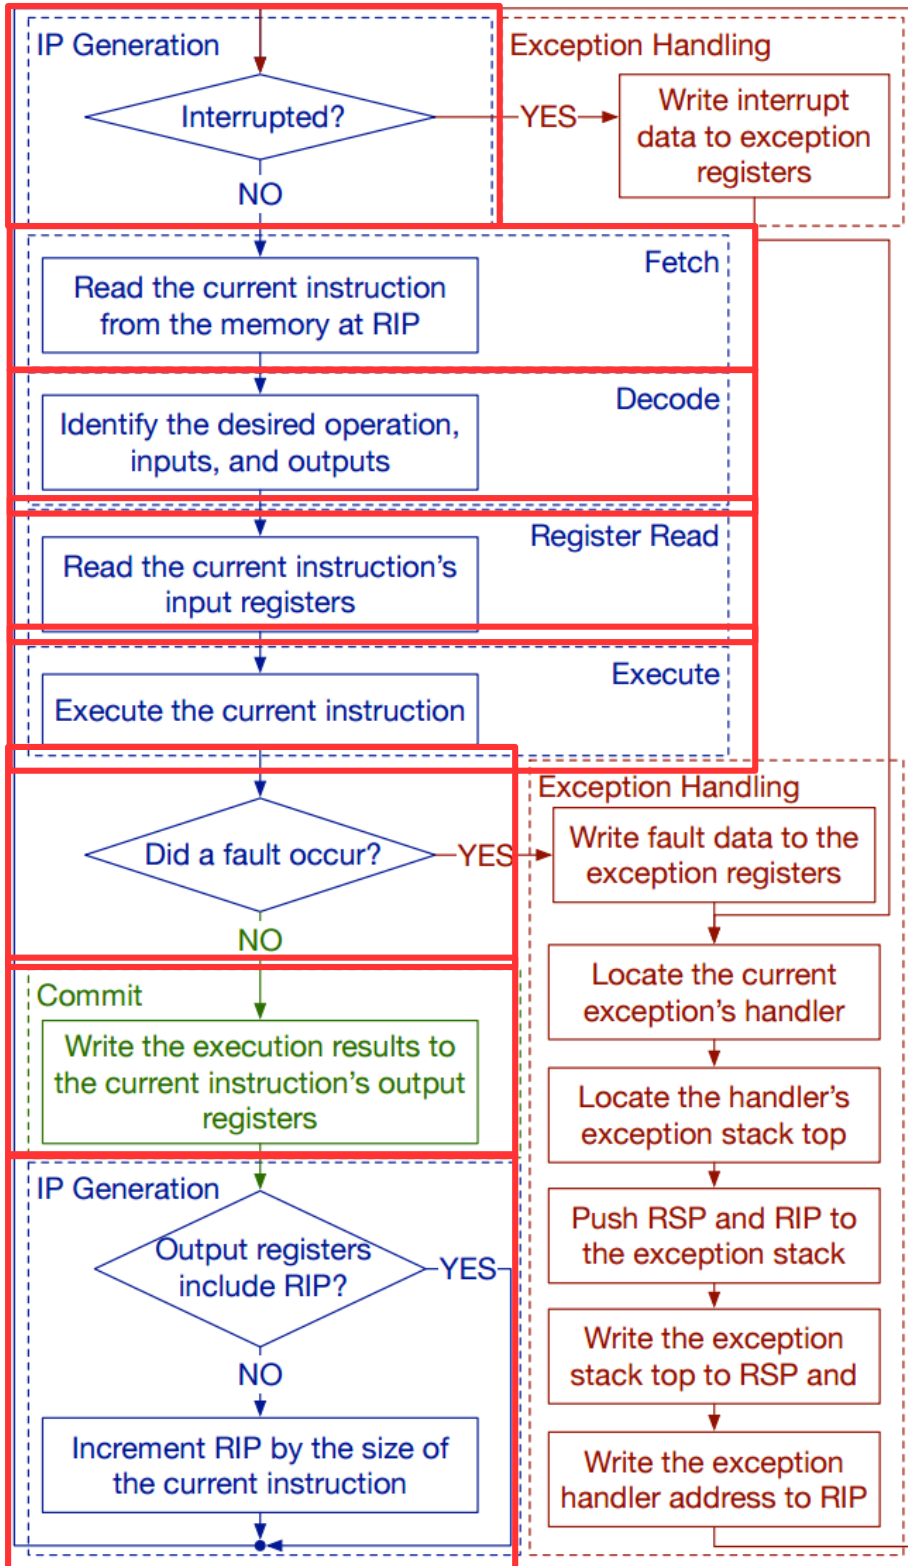 IP Generation
Exception Handling
Interrupted?
YES
Write interrupt
data to exception
registers
NO
Fetch
Read the current instruction
from the memory at RIP
Decode
Identify the desired operation,
inputs, and outputs
Register Read
Read the current instruction's
input registers
Execute
Execute the current instruction
Did a fault occur?
YES
NO
Exception Handling
Write fault data to the
exception registers
Locate the current
exception's handler
Locate the handler's
exception stack top
Push RSP and RIP to
the exception stack
Write the exception
stack top to RSP and
Write the exception
handler address to RIP
Commit
Write the execution results to
the current instruction's output
registers
IP Generation
Output registers
include RIP?
YES
NO
Increment RIP by the size of
the current instruction